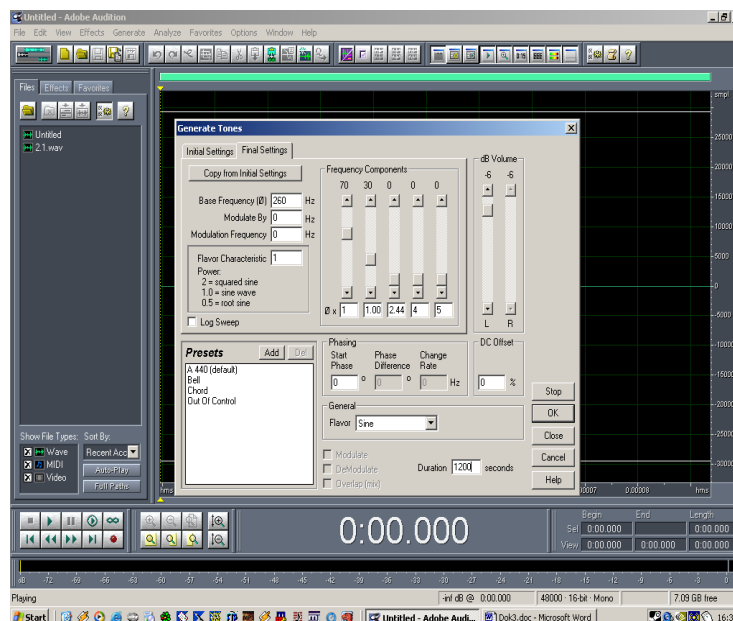 Untitled - Adobe Audition
File Edit View Effects Generate Analyze Favorites Options Window Help
Files Effects Favorites
Untitled
2.1.wav
Show File Types: Sort By:
Wave Recent Acc
MIDI
Video
Auto-Play
Full Paths
Generate Tones
Initial Settings Final Settings
Copy from Initial Settings
Base Frequency (Ø) 260 Hz
Modulate By 0 Hz
Modulation Frequency 0 Hz
Flavor Characteristic 1
Power:
2 = squared sine
1.0 = sine wave
0.5 = root sine
Log Sweep
Frequency Components
70 30 0 0 0
Ø x 1 1.00 2.44 4 5
dB Volume
-6 -6
L R
Presets Add Del
A 440 (default)
Bell
Chord
Out Of Control
Phasing
Start Phase Phase Difference Change Rate
0 ° 0 ° 0 Hz
DC Offset
0 %
General
Flavor Sine
Modulate
DeModulate
Overlap (mix)
Duration 1200 seconds
Stop
OK
Close
Cancel
Help
smpl
25000
-20000
-15000
-5000
-0
-5000
-15000
hms
hms
0:00.000
Begin End Length
Sel 0:00.000 0:00.000
View 0:00.000 0:00.000 0:00.000
dB -72 -69 -66 -63 -60 -57 -54 -51 -48 -45 -42 -39 -36 -33 -30 -27 -24 -21 -18 -15 -12 -9 -6 -3 0
Playing
-inf dB @ 0:00.000 48000 · 16-bit · Mono 7.09 GB free
Start
Untitled - Adobe Audi...
Dok3.doc - Microsoft Word